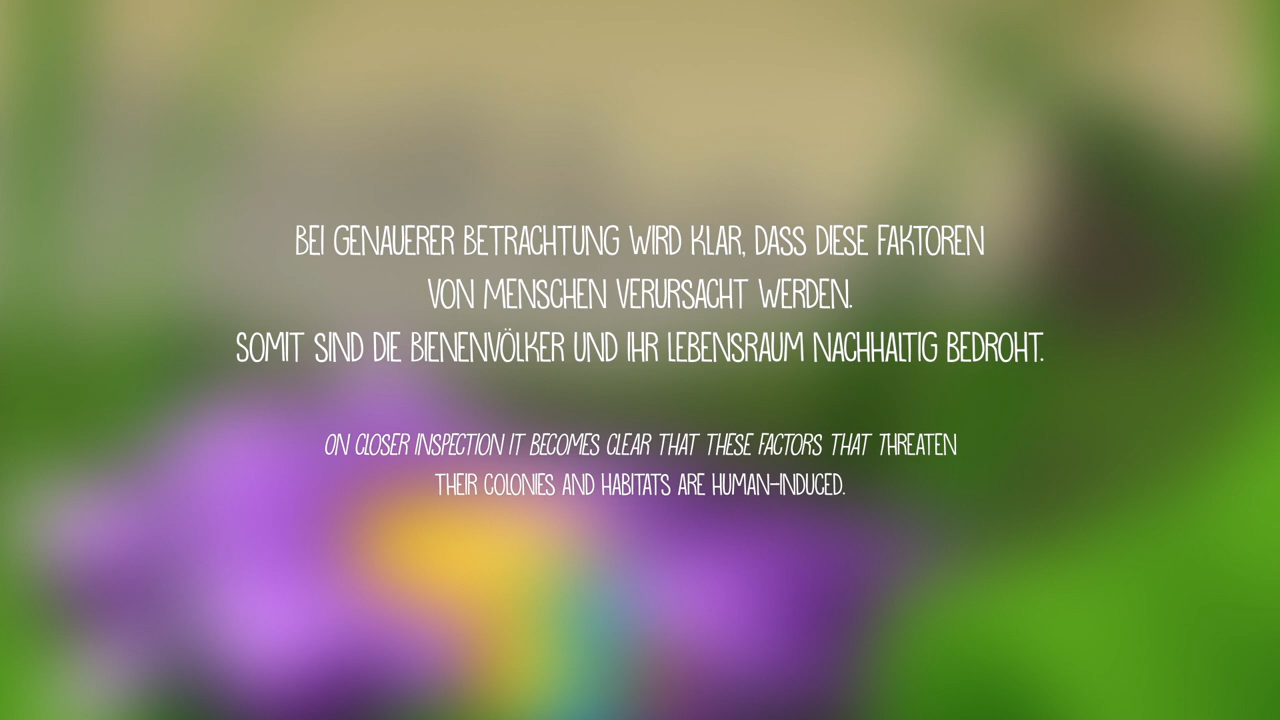 BEI GENAUERER BETRACHTUNG WIRD KLAR, DASS DIESE FAKTOREN
VON MENSCHEN VERURSACHT WERDEN.
SOMIT SIND DIE BIENENVÖLKER UND IHR LEBENSRAUM NACHHALTIG BEDROHT.
ON CLOSER INSPECTION IT BECOMES CLEAR THAT THESE FACTORS THAT THREATEN
THEIR COLONIES AND HABITATS ARE HUMAN-INDUCED.